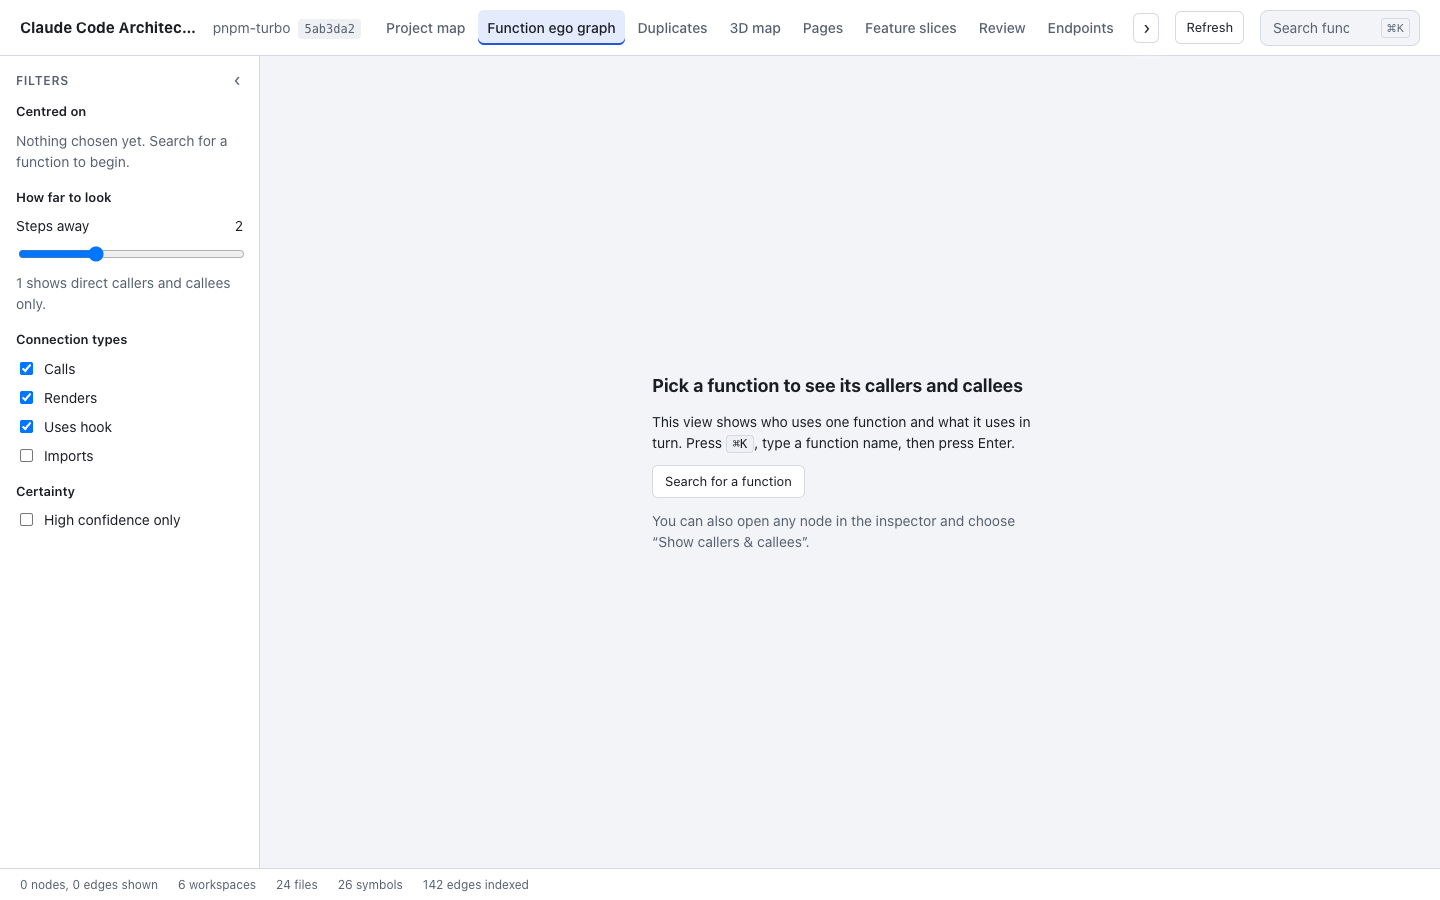 Claude Code Architec...
pnpm-turbo
5ab3da2
Project map
Function ego graph
Duplicates
3D map
Pages
Feature slices
Review
Endpoints
›
Refresh
Search func
⌘K
FILTERS
‹
Centred on
Nothing chosen yet. Search for a
function to begin.
How far to look
Steps away 2
1 shows direct callers and callees
only.
Connection types
Calls
Renders
Uses hook
Imports
Certainty
High confidence only
Pick a function to see its callers and callees
This view shows who uses one function and what it uses in
turn. Press ⌘K, type a function name, then press Enter.
Search for a function
You can also open any node in the inspector and choose
“Show callers & callees”.
0 nodes, 0 edges shown
6 workspaces
24 files
26 symbols
142 edges indexed